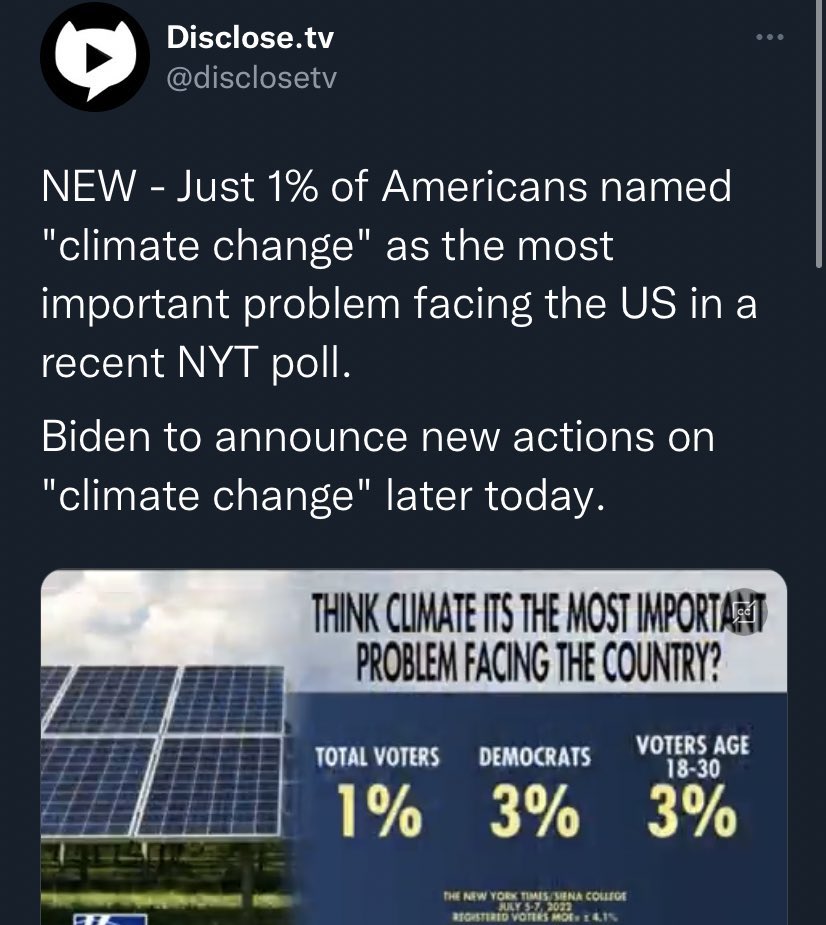 Disclose.tv
@disclosetv
NEW - Just 1% of Americans named
"climate change" as the most
important problem facing the US in a
recent NYT poll.
Biden to announce new actions on
"climate change" later today.
THINK CLIMATE ITS THE MOST IMPORTANT
PROBLEM FACING THE COUNTRY?
TOTAL VOTERS
1%
DEMOCRATS
3%
VOTERS AGE
18-30
3%
THE NEW YORK TIMES/SIENA COLLEGE
JULY 5-7, 2022
REGISTERED VOTERS MOE: ± 4.1%